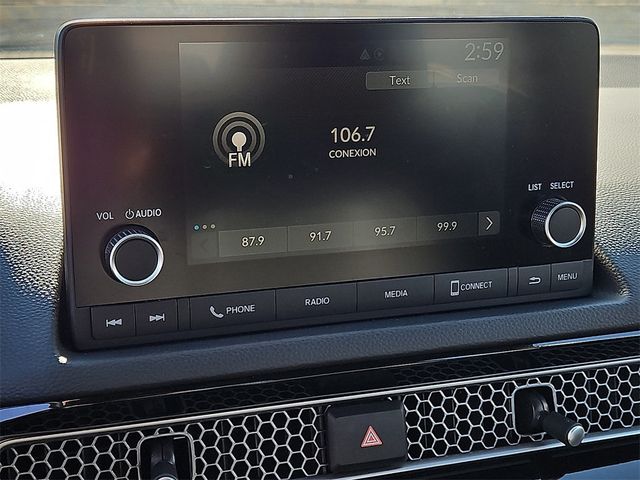 2:59
Text Scan
FM
106.7
CONEXION
LIST SELECT
VOL AUDIO
87.9 91.7 95.7 99.9
PHONE RADIO MEDIA CONNECT MENU